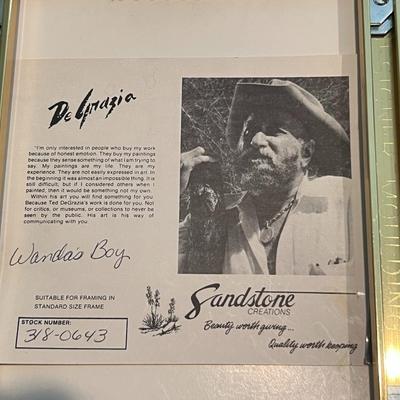 DeGrazia
"I'm only interested in people who buy my work
because of honest emotion. They buy my paintings
because they sense something of what I am trying to
say. My paintings are my life. They are my
experience. They are not easily expressed in art. In
the beginning it was almost an impossible thing. It is
still difficult; but if I considered others when I
painted, then it would be something not my own.
Within his art you will find something for you.
Because Ted DeGrazia's work is done for you. Not
for critics, or museums, or collections to never be
seen by the public. His art is his way of
communicating with you.
Wanda's Boy
SUITABLE FOR FRAMING IN
STANDARD SIZE FRAME
STOCK NUMBER:
318-0643
Sandstone
CREATIONS
Beauty worth giving...
Quality worth keeping